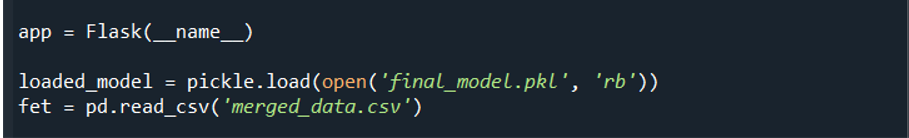 app = Flask(__name__)
loaded_model = pickle.load(open('final_model.pkl', 'rb'))
fet = pd.read_csv('merged_data.csv')